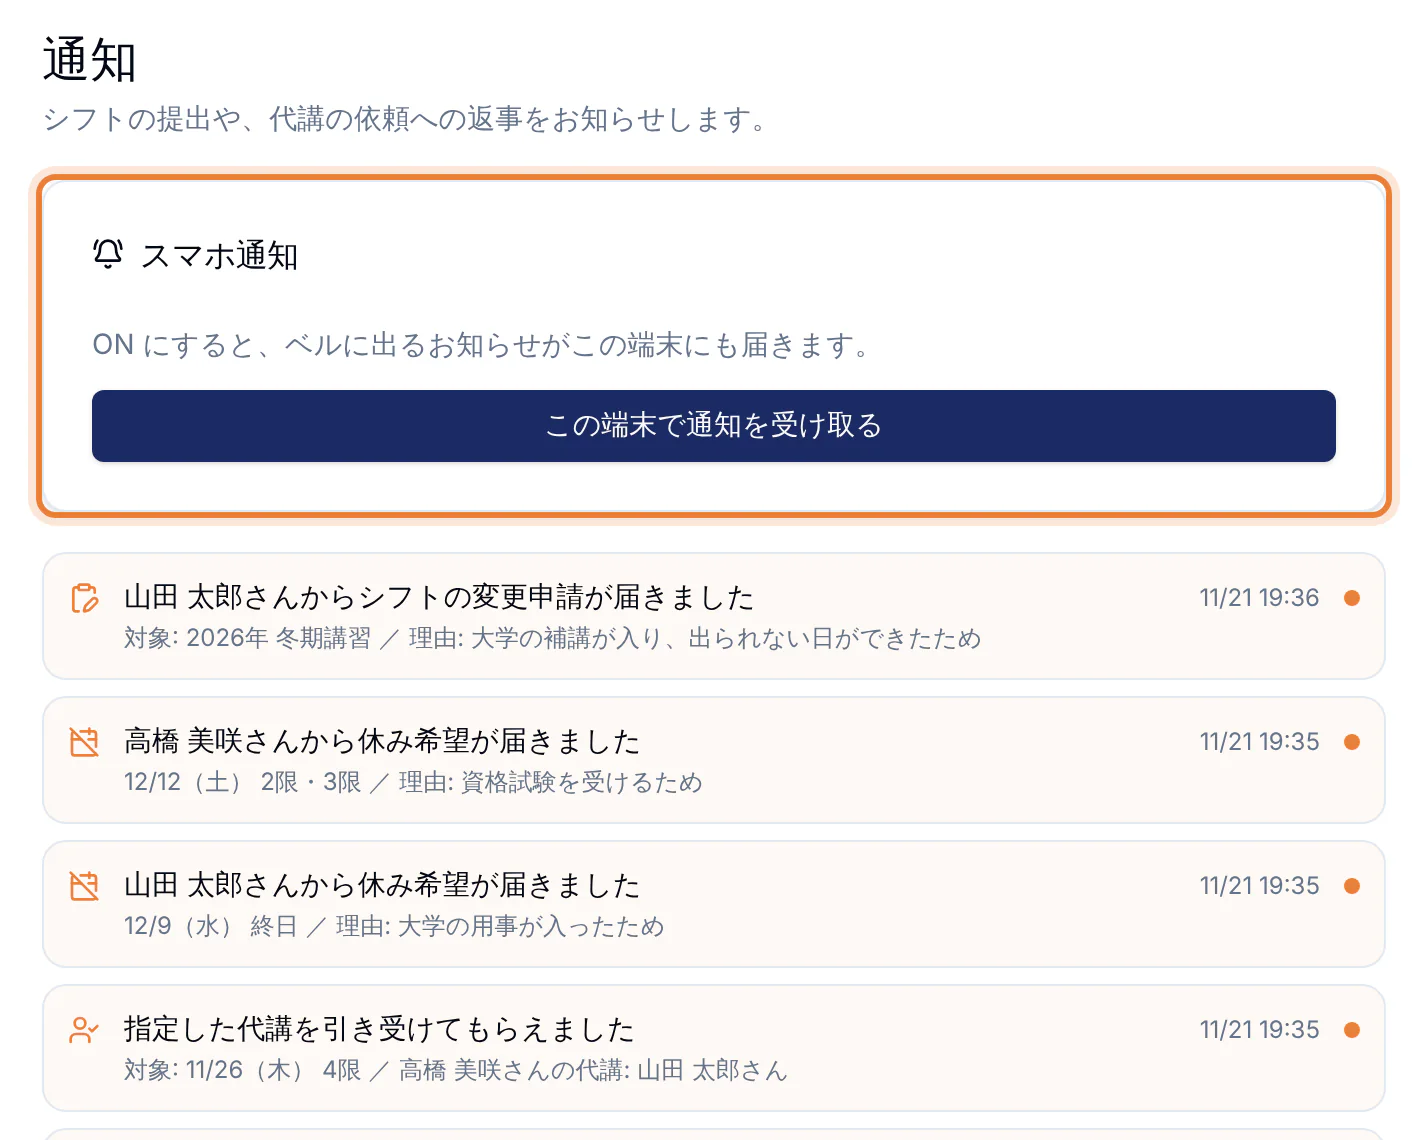 通知
シフトの提出や、代講の依頼への返事をお知らせします。
スマホ通知
ON にすると、ベルに出るお知らせがこの端末にも届きます。
この端末で通知を受け取る
山田 太郎さんからシフトの変更申請が届きました 11/21 19:36
対象: 2026年 冬期講習 ／ 理由: 大学の補講が入り、出られない日ができたため
高橋 美咲さんから休み希望が届きました 11/21 19:35
12/12（土） 2限・3限 ／ 理由: 資格試験を受けるため
山田 太郎さんから休み希望が届きました 11/21 19:35
12/9（水） 終日 ／ 理由: 大学の用事が入ったため
指定した代講を引き受けてもらえました 11/21 19:35
対象: 11/26（木） 4限 ／ 高橋 美咲さんの代講: 山田 太郎さん